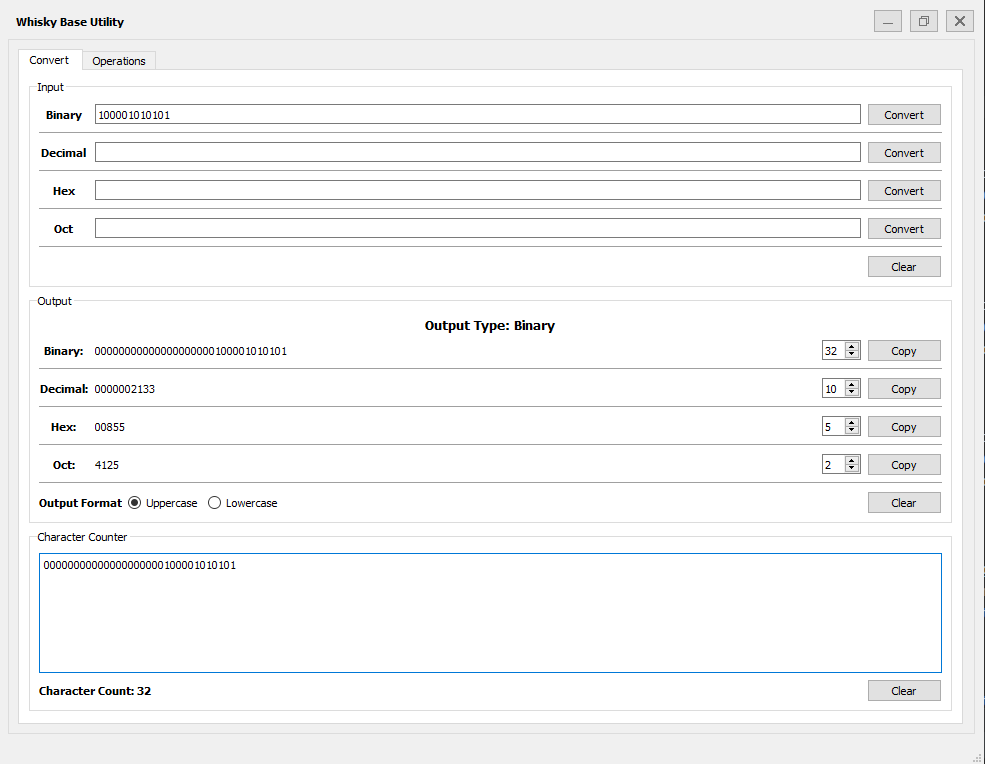 Whisky Base Utility
Convert Operations
Input
Binary 100001010101 Convert
Decimal Convert
Hex Convert
Oct Convert
Clear
Output
Output Type: Binary
Binary: 00000000000000000000100001010101 32 Copy
Decimal: 0000002133 10 Copy
Hex: 00855 5 Copy
Oct: 4125 2 Copy
Output Format Uppercase Lowercase Clear
Character Counter
00000000000000000000100001010101
Character Count: 32 Clear